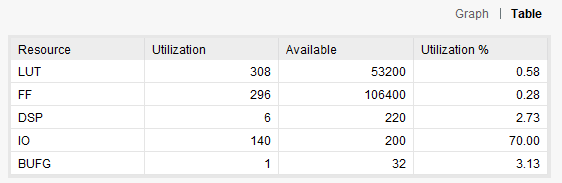 Graph | Table
Resource Utilization Available Utilization %
LUT 308 53200 0.58
FF 296 106400 0.28
DSP 6 220 2.73
IO 140 200 70.00
BUFG 1 32 3.13